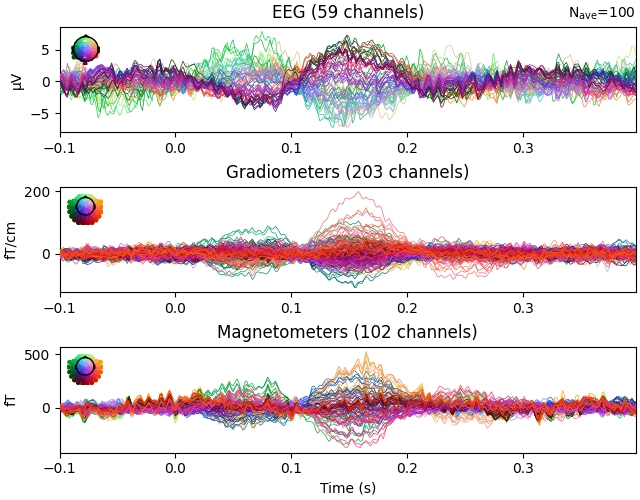 EEG (59 channels)
Nave=100
5
0
−5
µV
−0.1 0.0 0.1 0.2 0.3
Gradiometers (203 channels)
200
0
fT/cm
−0.1 0.0 0.1 0.2 0.3
Magnetometers (102 channels)
500
0
fT
−0.1 0.0 0.1 0.2 0.3
Time (s)